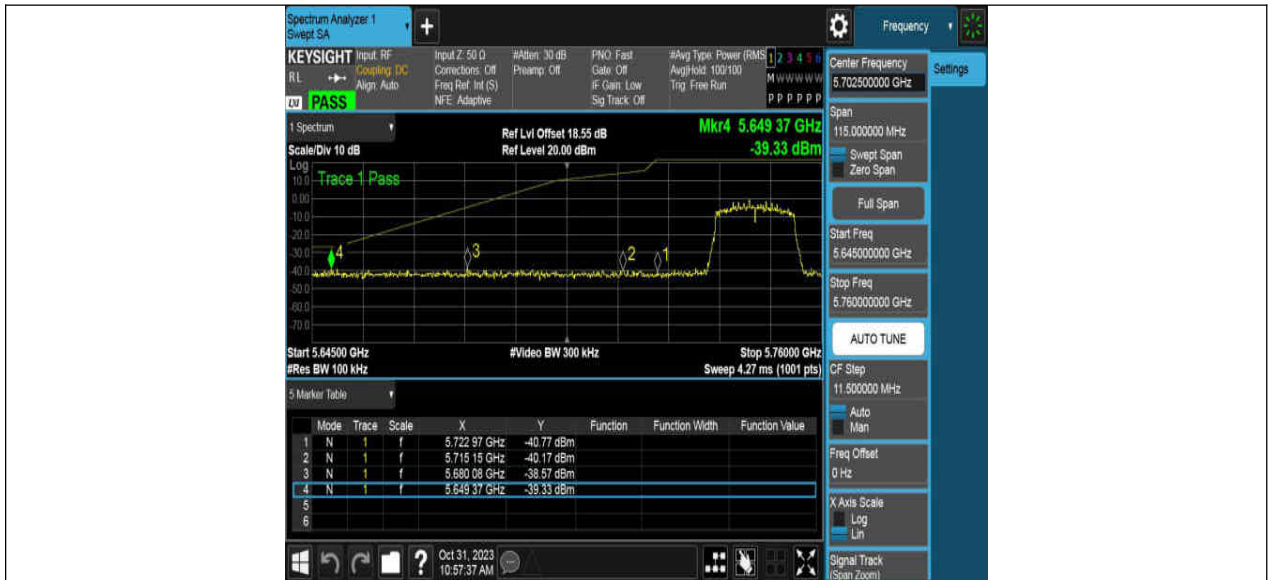 Spectrum Analyzer 1
Swept SA
+
Frequency
KEYSIGHT
RL
LXI PASS
Input: RF
Coupling: DC
Align: Auto
Input Z: 50 Ω
Corrections: Off
Freq Ref: Int (S)
NFE: Adaptive
#Atten: 30 dB
Preamp: Off
PNO: Fast
Gate: Off
IF Gain: Low
Sig Track: Off
#Avg Type: Power (RMS
Avg|Hold: 100/100
Trig: Free Run
1 2 3 4 5 6
M W W W W W
P P P P P P
1 Spectrum
Scale/Div 10 dB
Ref Lvl Offset 18.55 dB
Ref Level 20.00 dBm
Mkr4 5.649 37 GHz
-39.33 dBm
Log
Trace 1 Pass
10.0
0.00
-10.0
-20.0
-30.0
-40.0
-50.0
-60.0
-70.0
4
3
2
1
Start 5.64500 GHz
#Res BW 100 kHz
#Video BW 300 kHz
Stop 5.76000 GHz
Sweep 4.27 ms (1001 pts)
5 Marker Table
Mode Trace Scale X Y Function Function Width Function Value
1 N 1 f 5.722 97 GHz -40.77 dBm
2 N 1 f 5.715 15 GHz -40.17 dBm
3 N 1 f 5.680 08 GHz -38.57 dBm
4 N 1 f 5.649 37 GHz -39.33 dBm
5
6
?
Oct 31, 2023
10:57:37 AM
Center Frequency
5.702500000 GHz
Settings
Span
115.000000 MHz
Swept Span
Zero Span
Full Span
Start Freq
5.645000000 GHz
Stop Freq
5.760000000 GHz
AUTO TUNE
CF Step
11.500000 MHz
Auto
Man
Freq Offset
0 Hz
X Axis Scale
Log
Lin
Signal Track
(Span Zoom)